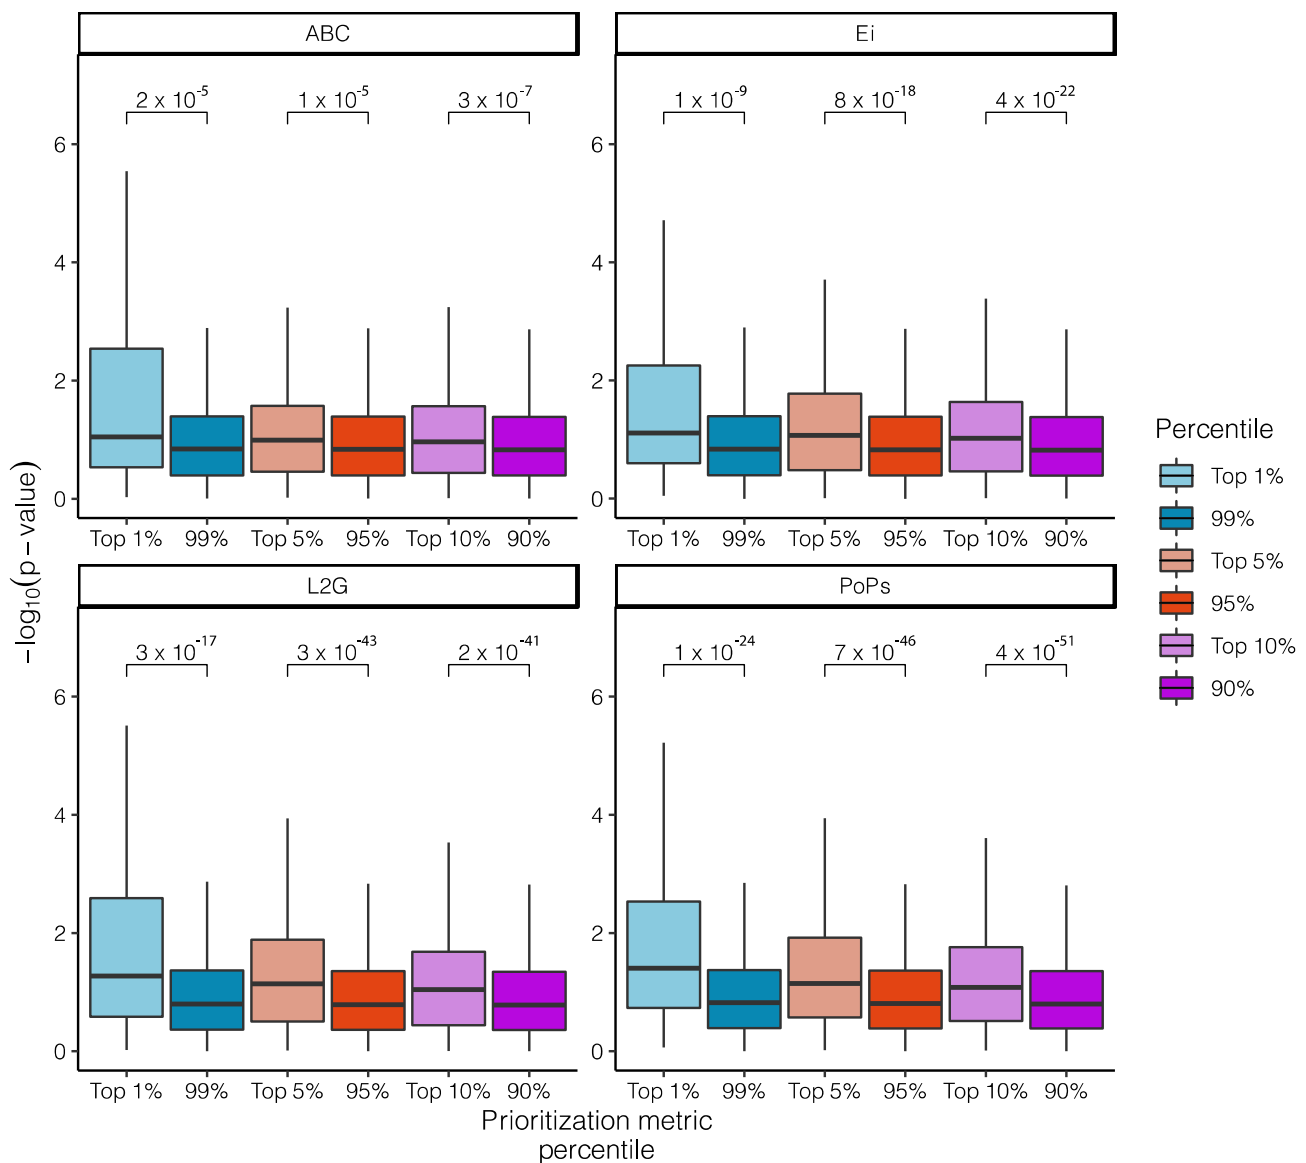 ABC
Ei
2 x 10⁻⁵ 1 x 10⁻⁵ 3 x 10⁻⁷
1 x 10⁻⁹ 8 x 10⁻¹⁸ 4 x 10⁻²²
6
4
2
0
6
4
2
0
Top 1% 99% Top 5% 95% Top 10% 90%
Top 1% 99% Top 5% 95% Top 10% 90%
L2G
PoPs
3 x 10⁻¹⁷ 3 x 10⁻⁴³ 2 x 10⁻⁴¹
1 x 10⁻²⁴ 7 x 10⁻⁴⁶ 4 x 10⁻⁵¹
6
4
2
0
6
4
2
0
Top 1% 99% Top 5% 95% Top 10% 90%
Top 1% 99% Top 5% 95% Top 10% 90%
−log₁₀(p−value)
Prioritization metric
percentile
Percentile
Top 1%
99%
Top 5%
95%
Top 10%
90%